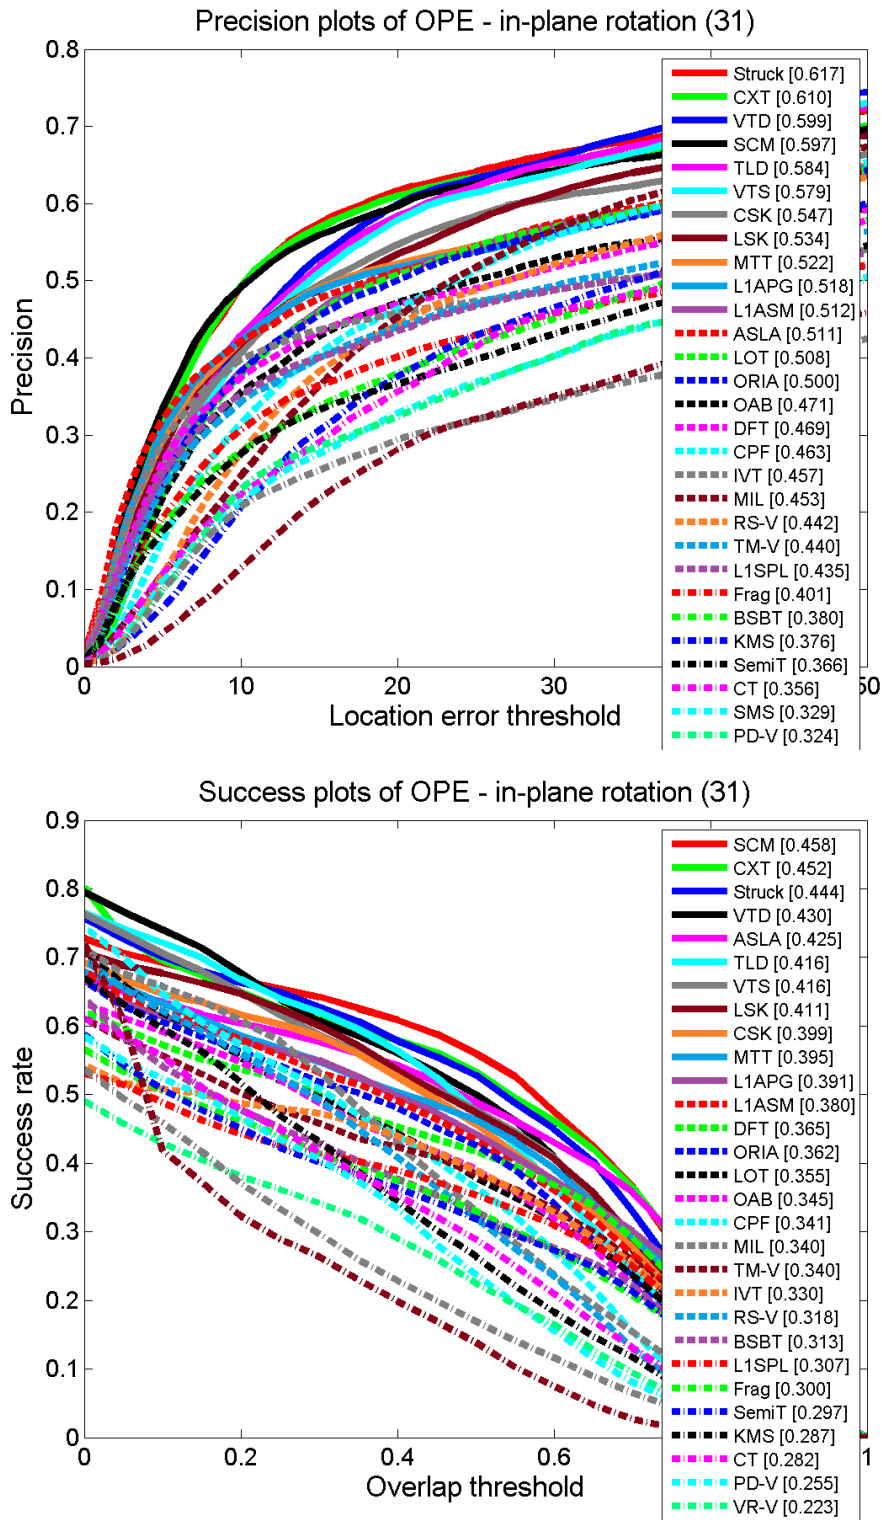 Precision plots of OPE - in-plane rotation (31)
0.8
0.7
0.6
0.5
0.4
0.3
0.2
0.1
0
Precision
Struck [0.617]
CXT [0.610]
VTD [0.599]
SCM [0.597]
TLD [0.584]
VTS [0.579]
CSK [0.547]
LSK [0.534]
MTT [0.522]
L1APG [0.518]
L1ASM [0.512]
ASLA [0.511]
LOT [0.508]
ORIA [0.500]
OAB [0.471]
DFT [0.469]
CPF [0.463]
IVT [0.457]
MIL [0.453]
RS-V [0.442]
TM-V [0.440]
L1SPL [0.435]
Frag [0.401]
BSBT [0.380]
KMS [0.376]
SemiT [0.366]
CT [0.356]
SMS [0.329]
PD-V [0.324]
0 10 20 30 50
Location error threshold
Success plots of OPE - in-plane rotation (31)
0.9
0.8
0.7
0.6
0.5
0.4
0.3
0.2
0.1
0
Success rate
SCM [0.458]
CXT [0.452]
Struck [0.444]
VTD [0.430]
ASLA [0.425]
TLD [0.416]
VTS [0.416]
LSK [0.411]
CSK [0.399]
MTT [0.395]
L1APG [0.391]
L1ASM [0.380]
DFT [0.365]
ORIA [0.362]
LOT [0.355]
OAB [0.345]
CPF [0.341]
MIL [0.340]
TM-V [0.340]
IVT [0.330]
RS-V [0.318]
BSBT [0.313]
L1SPL [0.307]
Frag [0.300]
SemiT [0.297]
KMS [0.287]
CT [0.282]
PD-V [0.255]
VR-V [0.223]
0 0.2 0.4 0.6 1
Overlap threshold